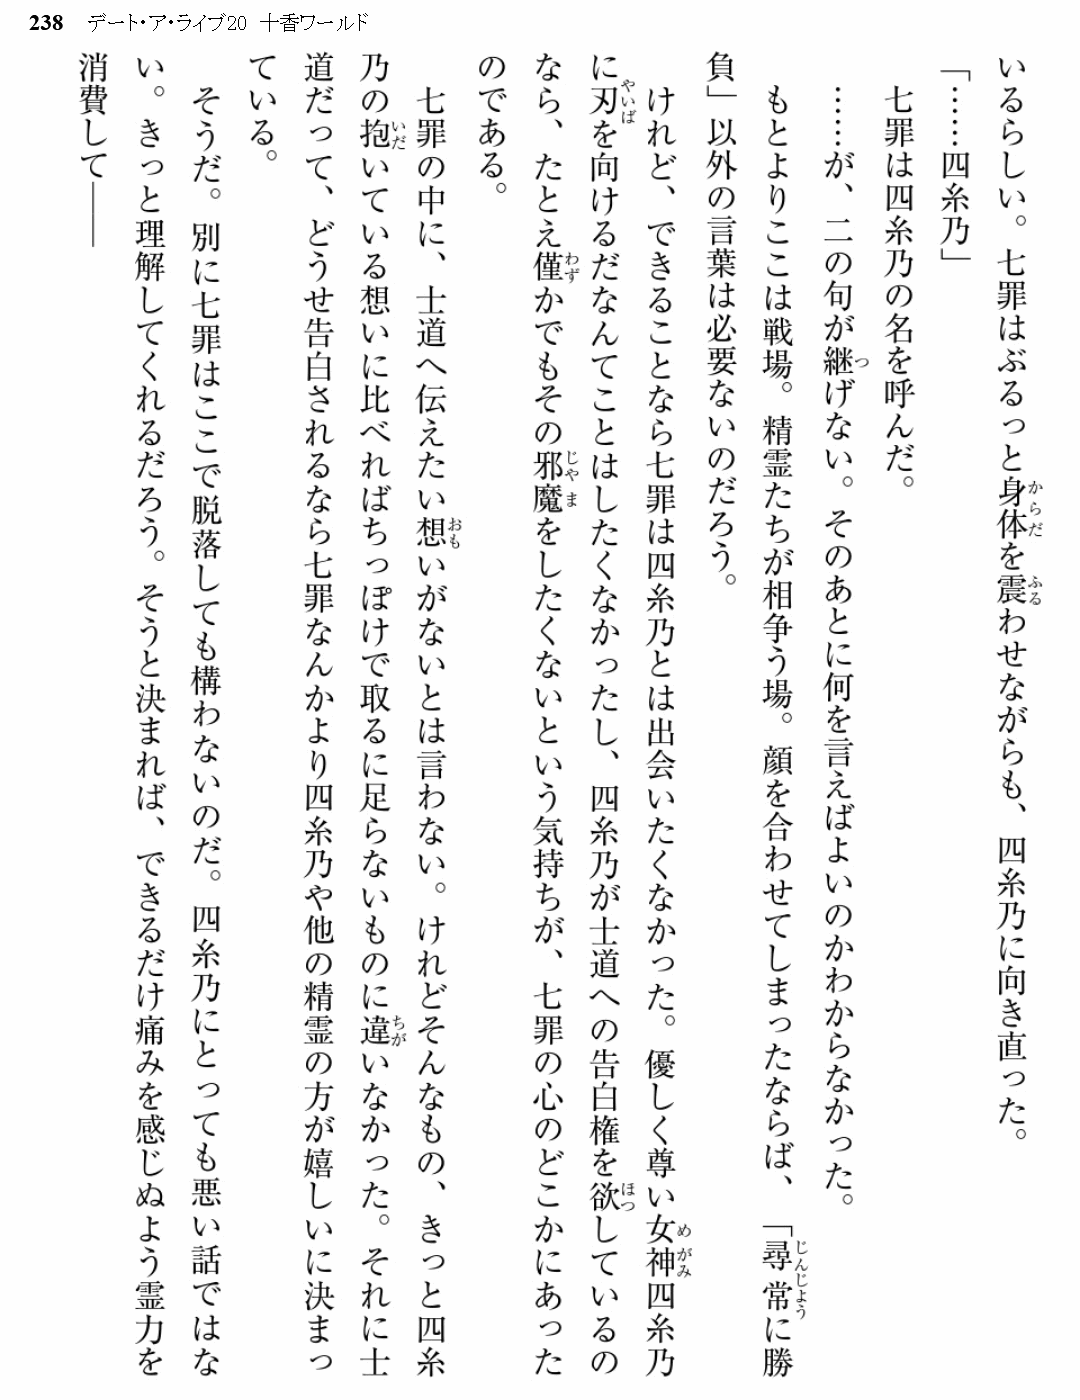 238 デート・ア・ライブ20 十香ワールド
いるらしい。七罪はぶるっと身体を震わせながらも、四糸乃に向き直った。
「……四糸乃」
七罪は四糸乃の名を呼んだ。
……が、二の句が継げない。そのあとに何を言えばよいのかわからなかった。
もとよりここは戦場。精霊たちが相争う場。顔を合わせてしまったならば、「尋常に勝
負」以外の言葉は必要ないのだろう。
けれど、できることなら七罪は四糸乃とは出会いたくなかった。優しく尊い女神四糸乃
に刃を向けるだなんてことはしたくなかったし、四糸乃が士道への告白権を欲しているの
なら、たとえ僅かでもその邪魔をしたくないという気持ちが、七罪の心のどこかにあった
のである。
七罪の中に、士道へ伝えたい想いがないとは言わない。けれどそんなもの、きっと四糸
乃の抱いている想いに比べればちっぽけで取るに足らないものに違いなかった。それに士
道だって、どうせ告白されるなら七罪なんかより四糸乃や他の精霊の方が嬉しいに決まっ
ている。
そうだ。別に七罪はここで脱落しても構わないのだ。四糸乃にとっても悪い話ではな
い。きっと理解してくれるだろう。そうと決まれば、できるだけ痛みを感じぬよう霊力を
消費して――